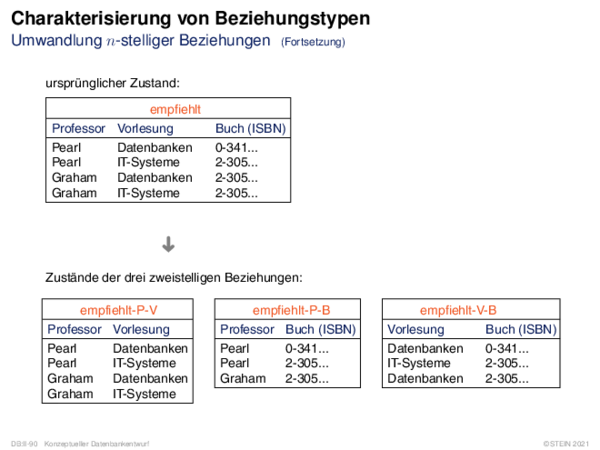 Charakterisierung von Beziehungstypen
Umwandlung n-stelliger Beziehungen (Fortsetzung)
ursprünglicher Zustand:
empfiehlt
Professor Vorlesung Buch (ISBN)
Pearl Datenbanken 0-341...
Pearl IT-Systeme 2-305...
Graham Datenbanken 2-305...
Graham IT-Systeme 2-305...
Zustände der drei zweistelligen Beziehungen:
empfiehlt-P-V
Professor Vorlesung
Pearl Datenbanken
Pearl IT-Systeme
Graham Datenbanken
Graham IT-Systeme
empfiehlt-P-B
Professor Buch (ISBN)
Pearl 0-341...
Pearl 2-305...
Graham 2-305...
empfiehlt-V-B
Vorlesung Buch (ISBN)
Datenbanken 0-341...
IT-Systeme 2-305...
Datenbanken 2-305...
DB:II-90 Konzeptueller Datenbankentwurf
©STEIN 2021